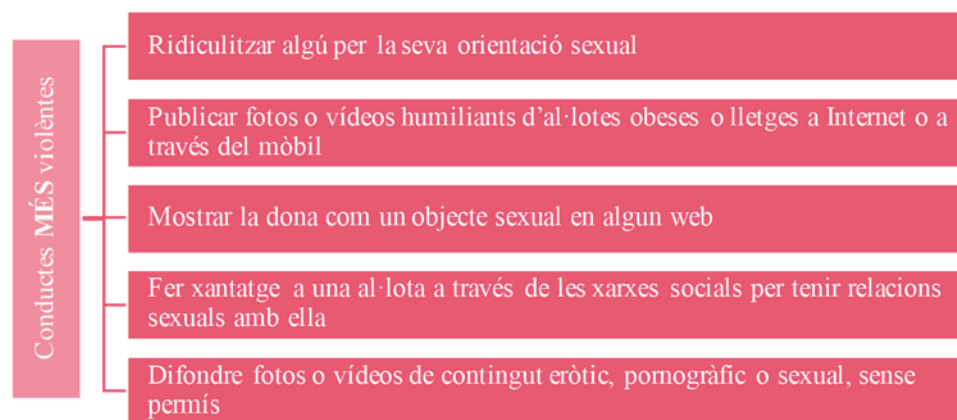 Conductes MÉS violèntes
Ridiculitzar algú per la seva orientació sexual
Publicar fotos o vídeos humiliants d’al·lotes obeses o lletges a Internet o a
través del mòbil
Mostrar la dona com un objecte sexual en algun web
Fer xantatge a una al·lota a través de les xarxes socials per tenir relacions
sexuals amb ella
Difondre fotos o vídeos de contingut eròtic, pornogràfic o sexual, sense
permís